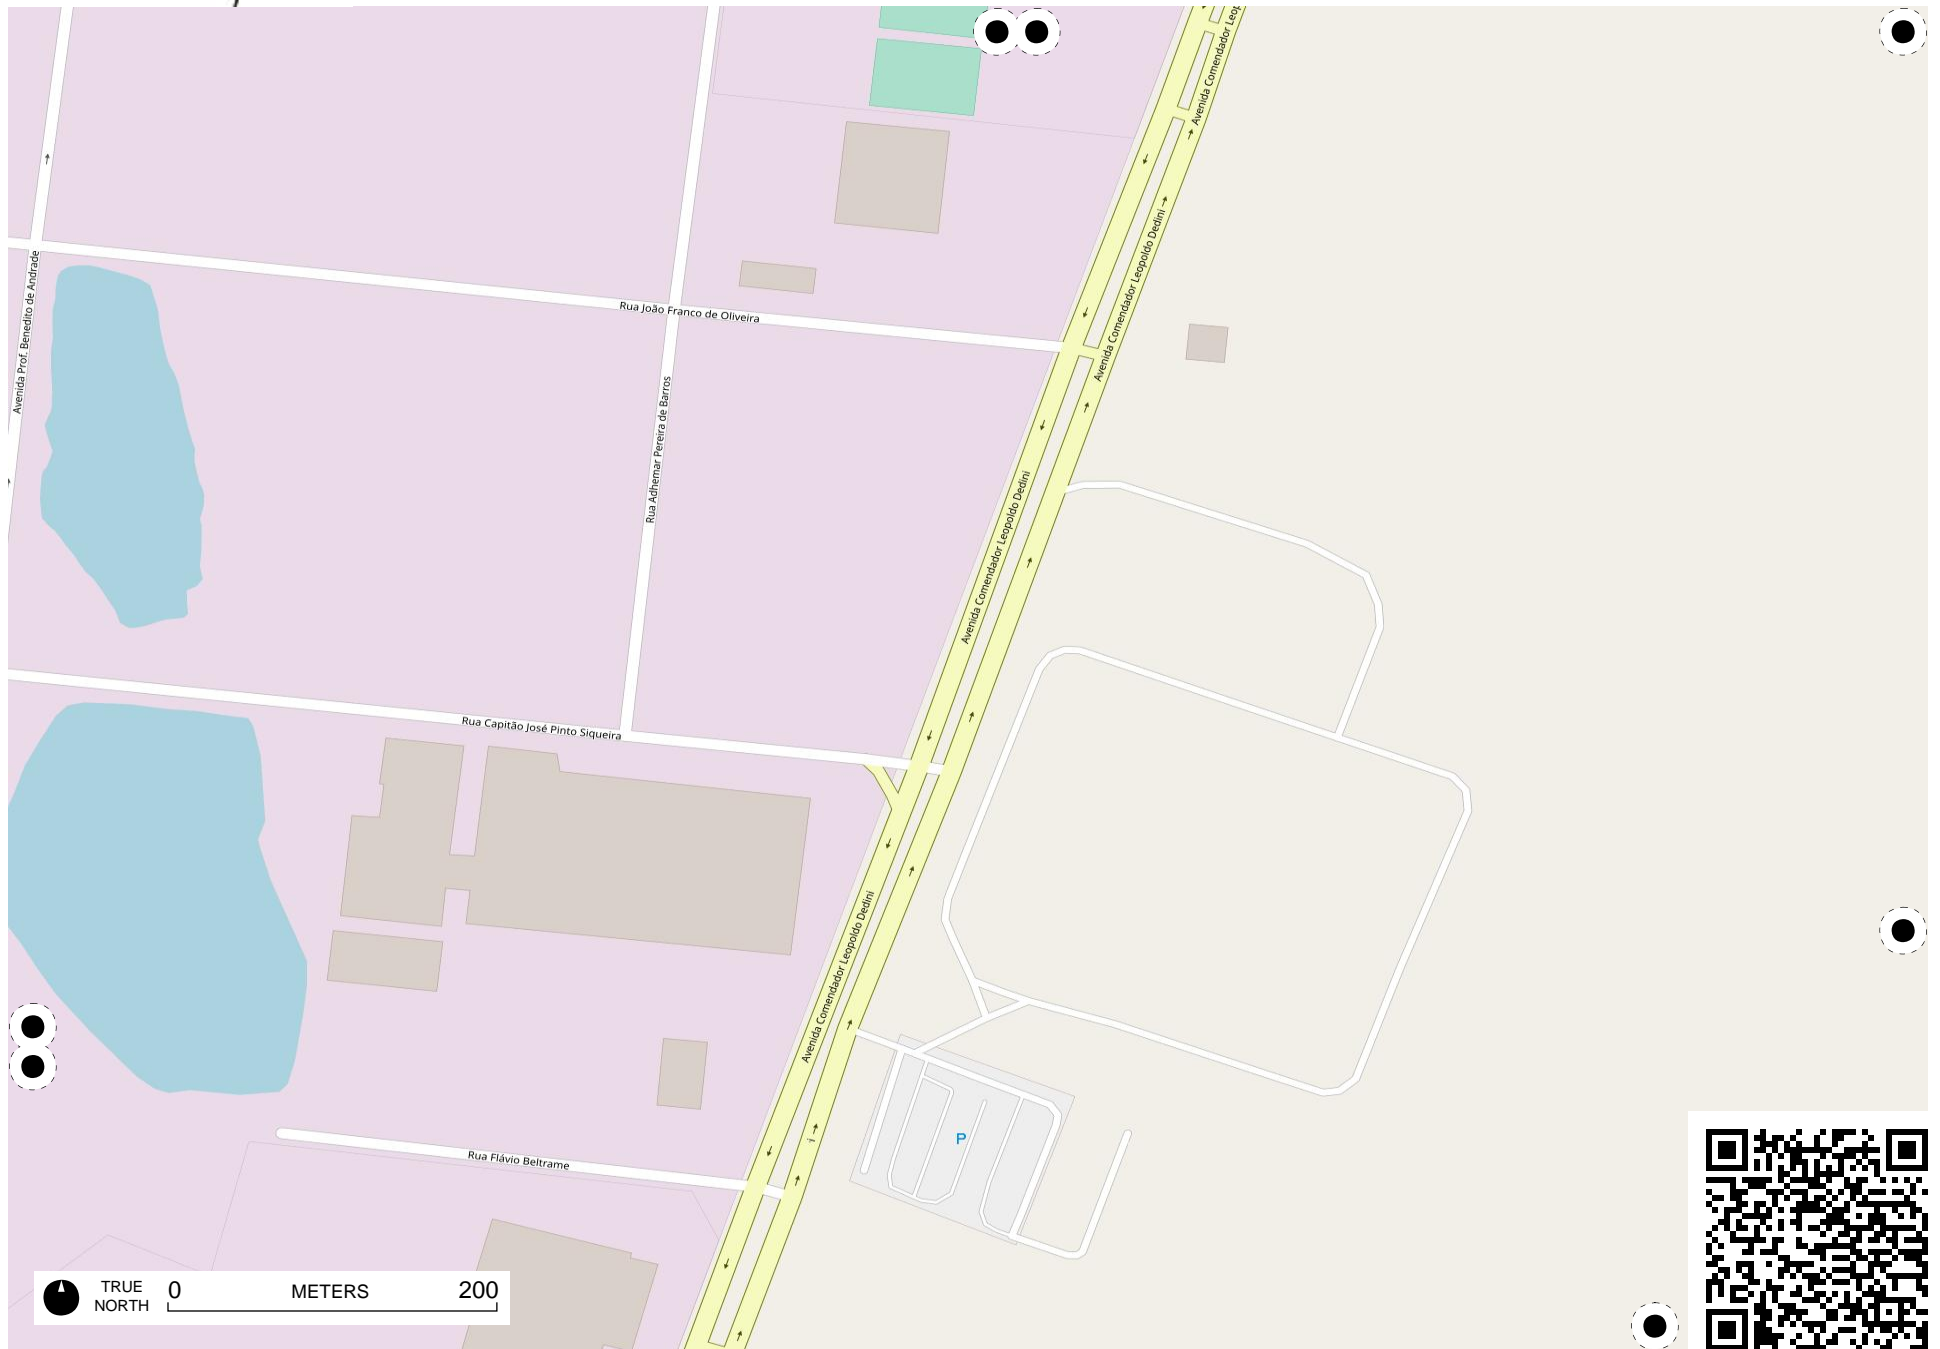 Avenida Comendador Leop
Avenida Comendador Leopoldo Dedini
Avenida Prof. Benedito de Andrade
Rua João Franco de Oliveira
Rua Adhemar Pereira de Barros
Avenida Comendador Leopoldo Dedini
Rua Capitão José Pinto Siqueira
Avenida Comendador Leopoldo Dedini
i
P
Rua Flávio Beltrame
TRUE
NORTH
0 METERS 200